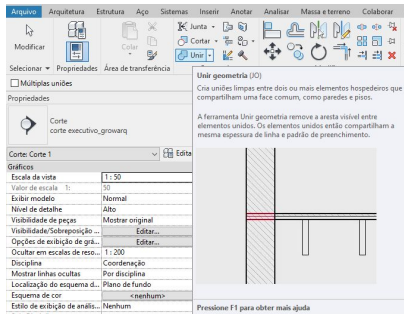 Arquivo Arquitetura Estrutura Aço Sistemas Inserir Anotar Analisar Massa e terreno Colaborar
Modificar
Colar
Junta
Cortar
Unir
Selecionar Propriedades Área de transferência
Múltiplas uniões
Propriedades
Corte
corte executivo_growarq
Corte: Corte 1 Edita
Gráficos
Escala da vista 1 : 50
Valor de escala 1: 50
Exibir modelo Normal
Nível de detalhe Alto
Visibilidade de peças Mostrar original
Visibilidade/Sobreposição ... Editar...
Opções de exibição de grá... Editar...
Ocultar em escalas de reso... 1 : 200
Disciplina Coordenação
Mostrar linhas ocultas Por disciplina
Localização do esquema d... Plano de fundo
Esquema de cor <nenhum>
Estilo de exibição de anális... Nenhum
Unir geometria (JO)
Cria uniões limpas entre dois ou mais elementos hospedeiros que
compartilham uma face comum, como paredes e pisos.
A ferramenta Unir geometria remove a aresta visível entre
elementos unidos. Os elementos unidos então compartilham a
mesma espessura de linha e padrão de preenchimento.
Pressione F1 para obter mais ajuda